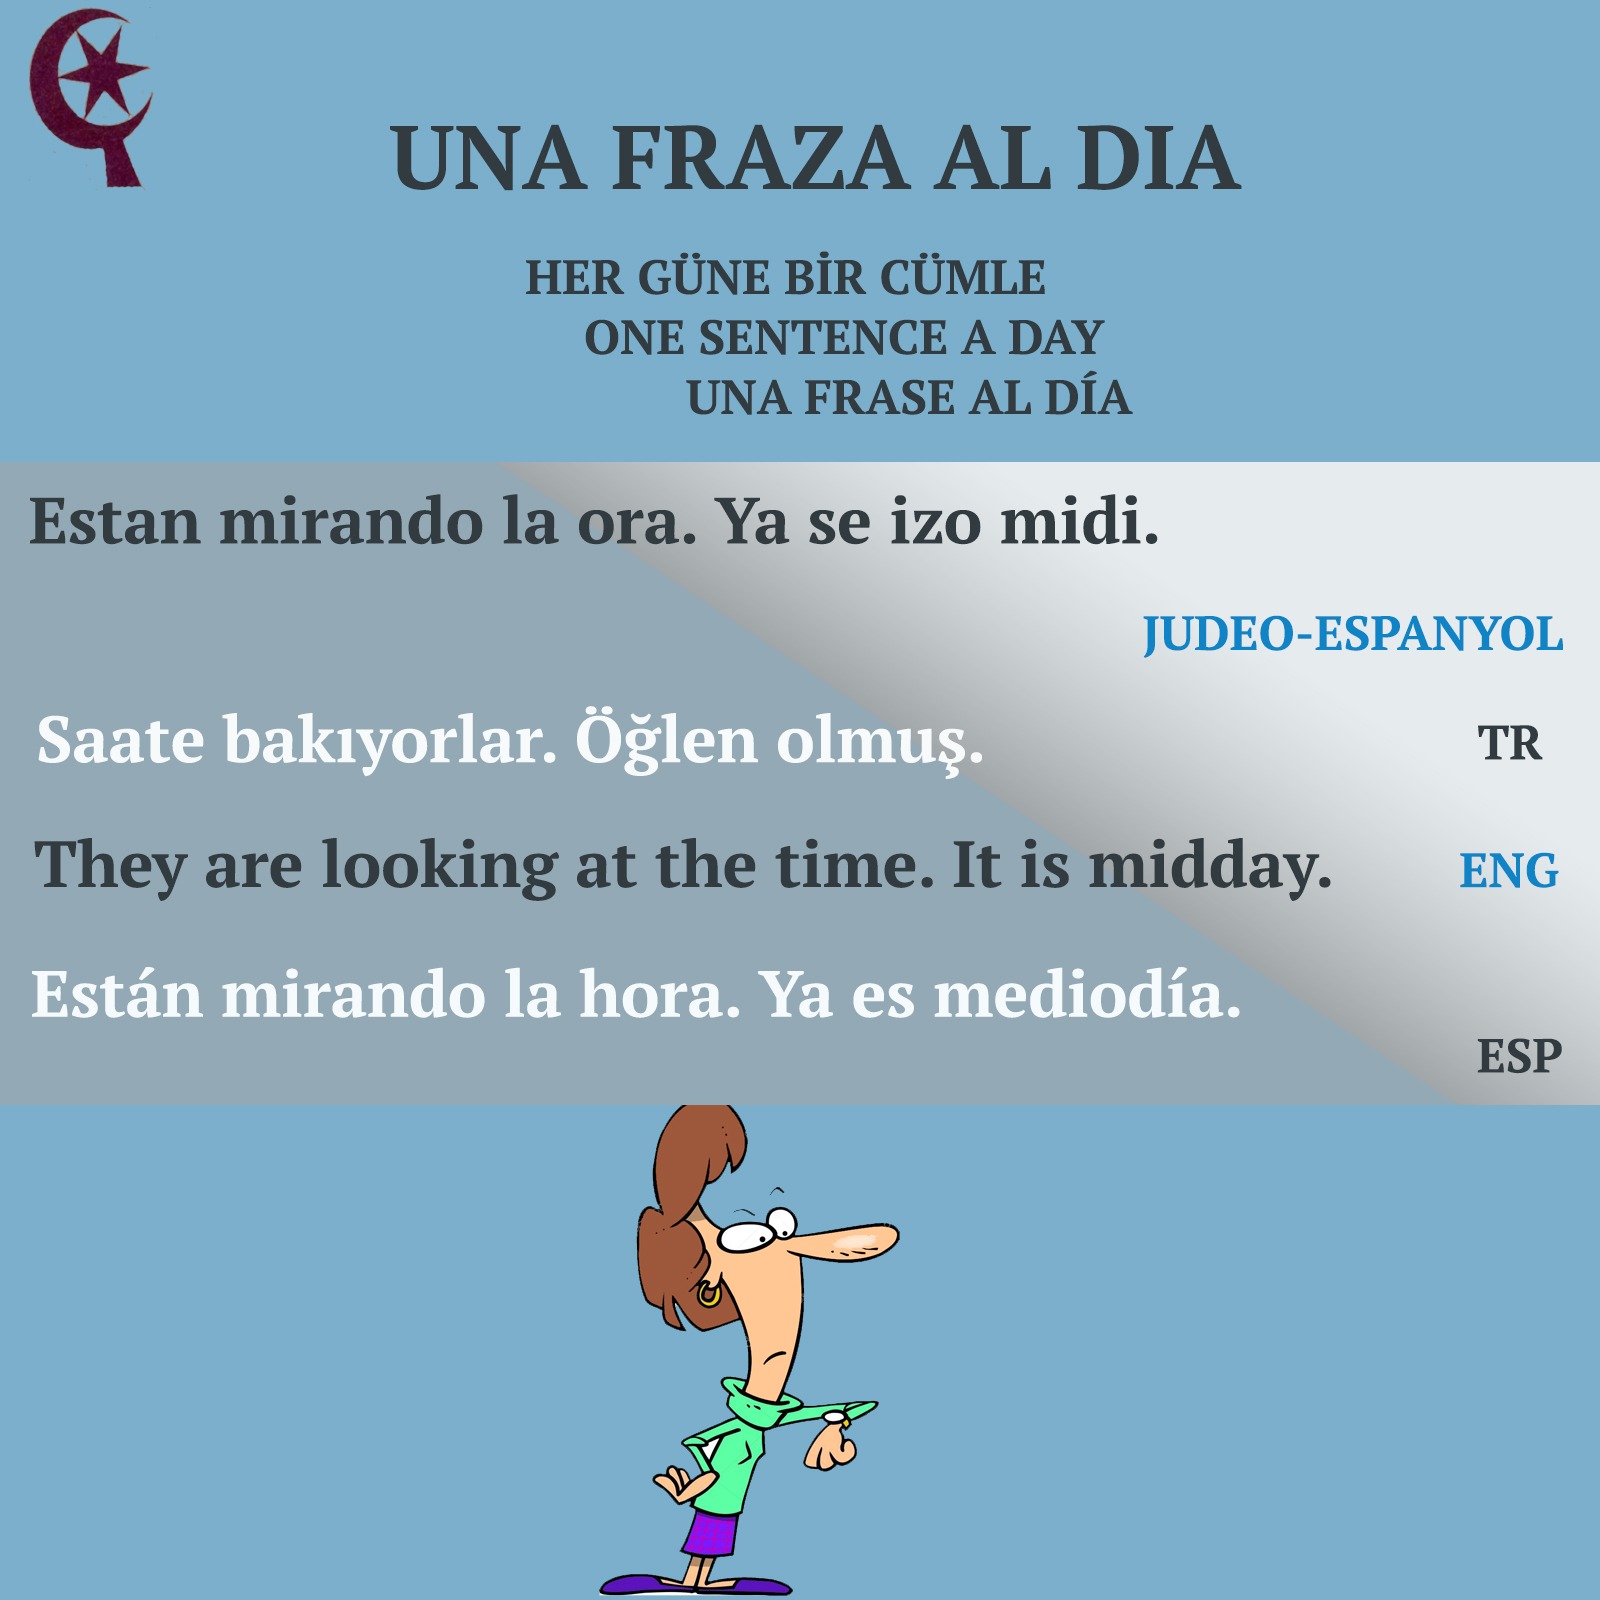 UNA FRAZA AL DIA
HER GÜNE BİR CÜMLE
ONE SENTENCE A DAY
UNA FRASE AL DÍA
Estan mirando la ora. Ya se izo midi.
JUDEO-ESPANYOL
Saate bakıyorlar. Öğlen olmuş.
TR
They are looking at the time. It is midday.
ENG
Están mirando la hora. Ya es mediodía.
ESP